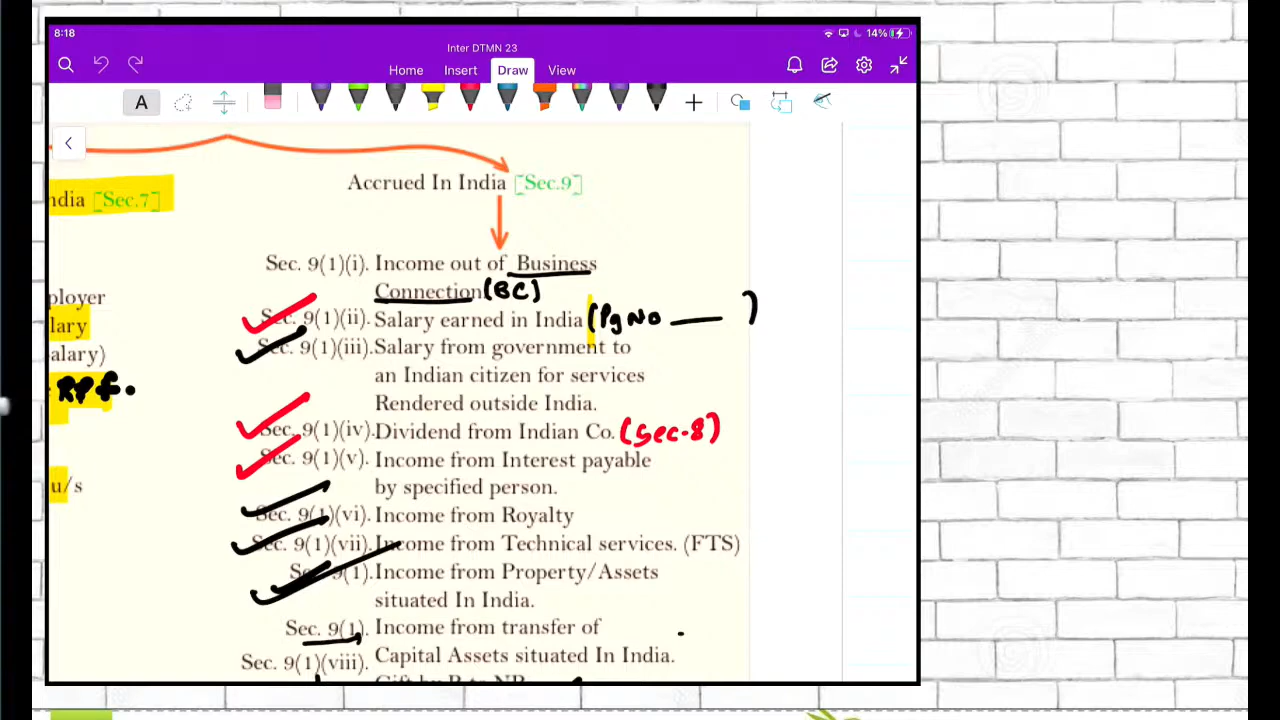 8:18
14%
Inter DTMN 23
Home Insert Draw View
A
Accrued In India [Sec.9]
ndia [Sec.7]
Sec. 9(1)(i). Income out of Business
Connection (BC)
ployer
Sec. 9(1)(ii). Salary earned in India (Pg No ___ )
lary
Sec. 9(1)(iii). Salary from government to
alary)
an Indian citizen for services
RPF.
Rendered outside India.
Sec. 9(1)(iv). Dividend from Indian Co. (Sec-8)
Sec. 9(1)(v). Income from Interest payable
u/s
by specified person.
Sec. 9(1)(vi). Income from Royalty
Sec. 9(1)(vii). Income from Technical services. (FTS)
Sec. 9(1). Income from Property/Assets
situated In India.
Sec. 9(1). Income from transfer of
Capital Assets situated In India.
Sec. 9(1)(viii).
Gift by R to NR